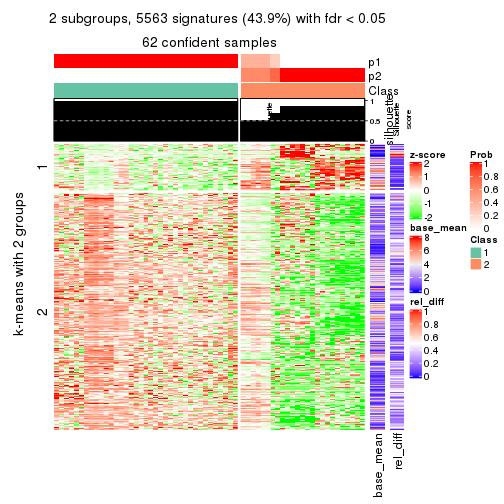 2 subgroups, 5563 signatures (43.9%) with fdr < 0.05
62 confident samples
p1
p2
Class
silhouette
1
0.5
0
Silhouette
score
k-means with 2 groups
1
2
base_mean
rel_diff
z-score
2
1
0
-1
-2
base_mean
8
6
4
2
0
rel_diff
1
0.8
0.6
0.4
0.2
0
Prob
1
0.8
0.6
0.4
0.2
0
Class
1
2